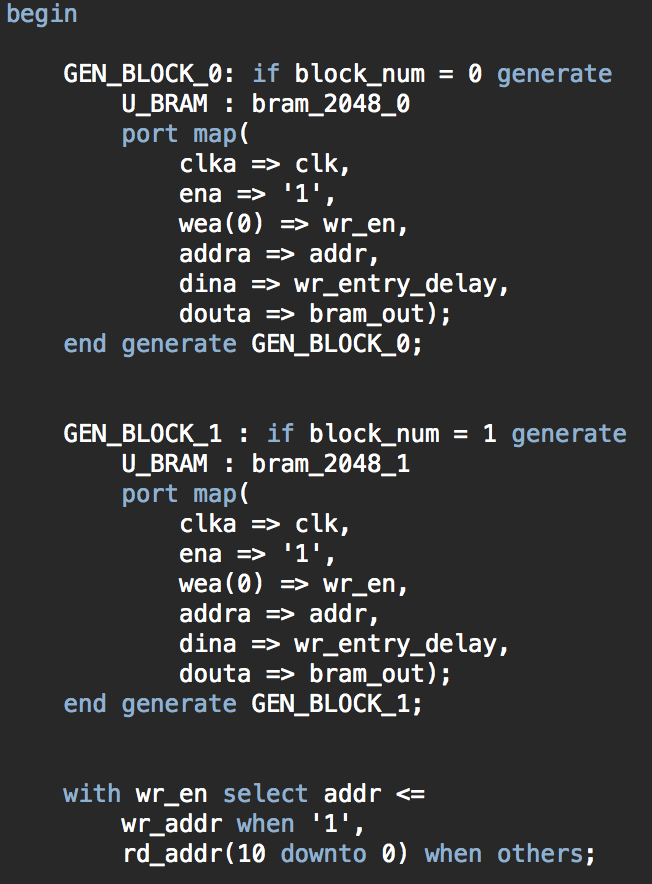 begin
GEN_BLOCK_0: if block_num = 0 generate
U_BRAM : bram_2048_0
port map(
clka => clk,
ena => '1',
wea(0) => wr_en,
addra => addr,
dina => wr_entry_delay,
douta => bram_out);
end generate GEN_BLOCK_0;
GEN_BLOCK_1 : if block_num = 1 generate
U_BRAM : bram_2048_1
port map(
clka => clk,
ena => '1',
wea(0) => wr_en,
addra => addr,
dina => wr_entry_delay,
douta => bram_out);
end generate GEN_BLOCK_1;
with wr_en select addr <=
wr_addr when '1',
rd_addr(10 downto 0) when others;